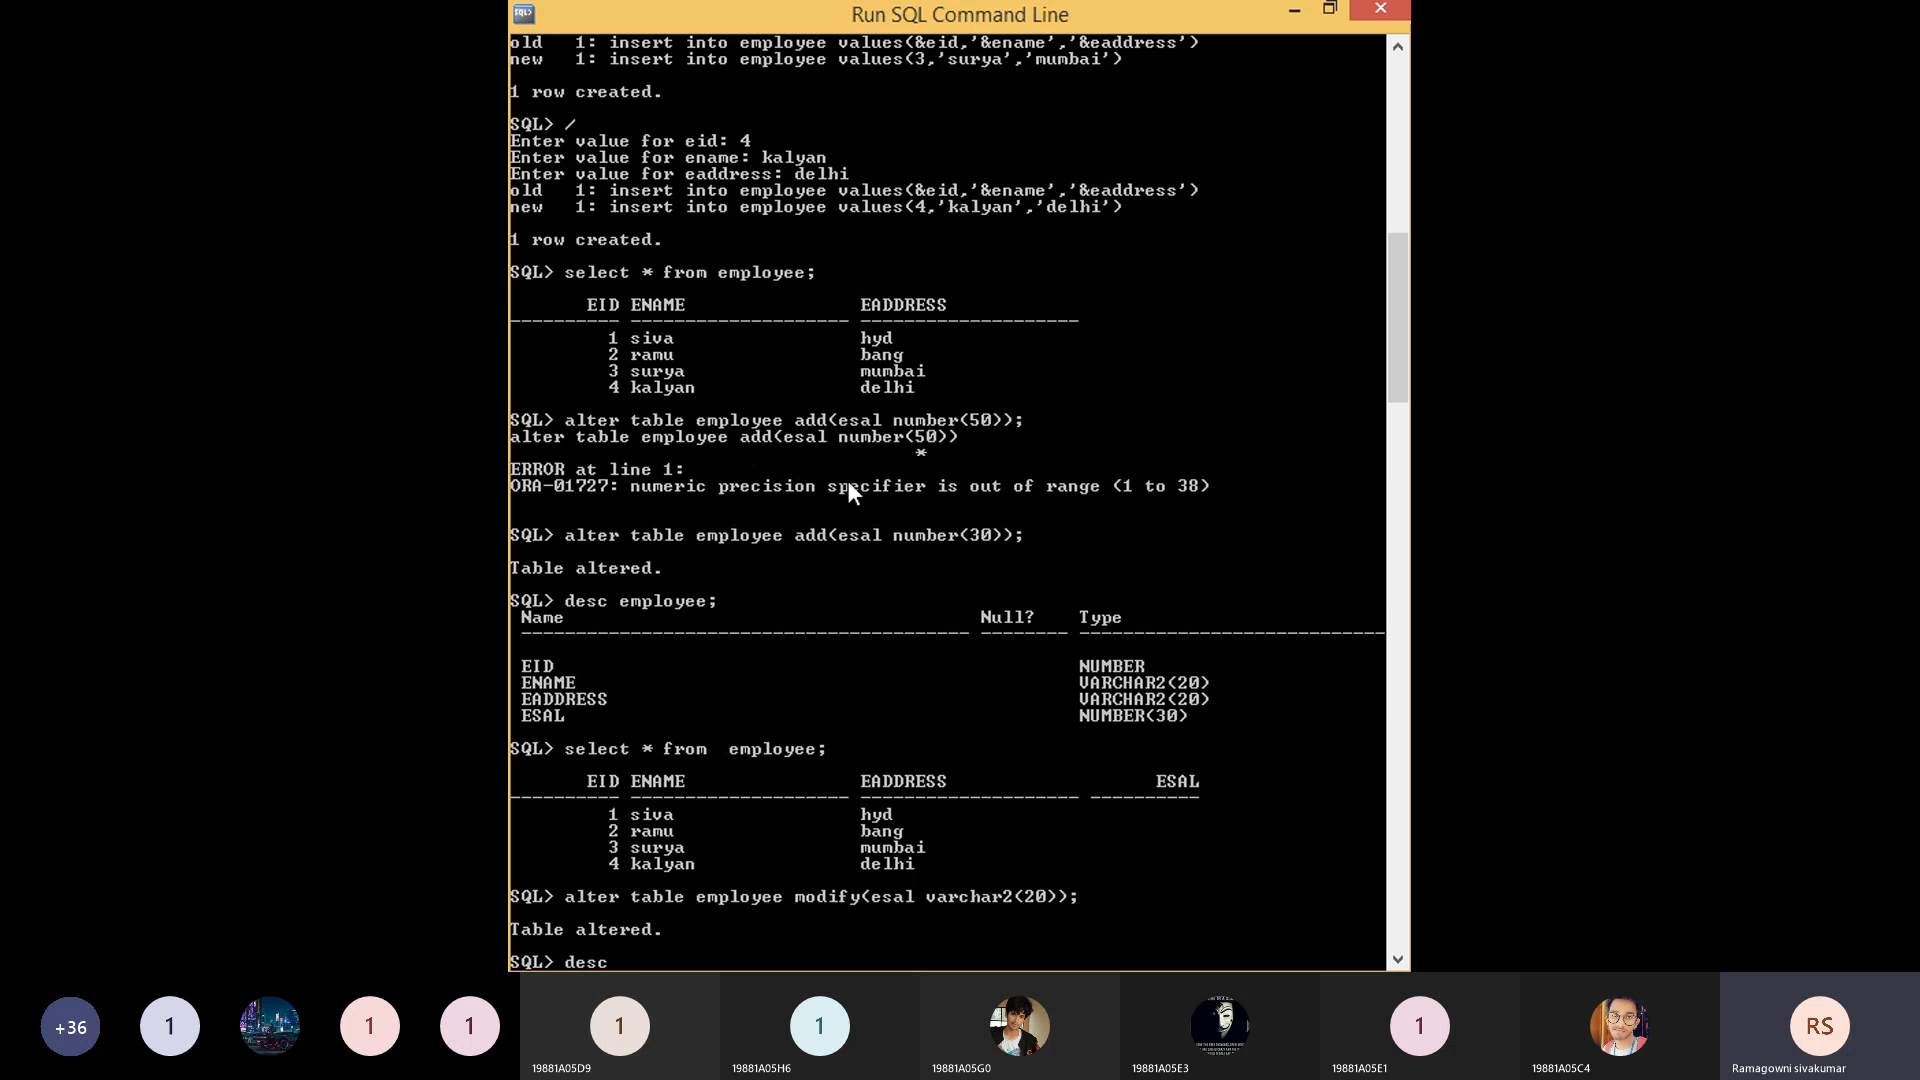 SQL>
Run SQL Command Line
old   1: insert into employee values(&eid,'&ename','&eaddress')
new   1: insert into employee values(3,'surya','mumbai')
1 row created.
SQL> /
Enter value for eid: 4
Enter value for ename: kalyan
Enter value for eaddress: delhi
old   1: insert into employee values(&eid,'&ename','&eaddress')
new   1: insert into employee values(4,'kalyan','delhi')
1 row created.
SQL> select * from employee;
EID ENAME                EADDRESS
---------- -------------------- --------------------
1 siva                 hyd
2 ramu                 bang
3 surya                mumbai
4 kalyan               delhi
SQL> alter table employee add(esal number(50));
alter table employee add(esal number(50))
*
ERROR at line 1:
ORA-01727: numeric precision specifier is out of range (1 to 38)
SQL> alter table employee add(esal number(30));
Table altered.
SQL> desc employee;
Name                                      Null?    Type
----------------------------------------- -------- ----------------------------
EID                                                NUMBER
ENAME                                              VARCHAR2(20)
EADDRESS                                           VARCHAR2(20)
ESAL                                               NUMBER(30)
SQL> select * from  employee;
EID ENAME                EADDRESS                   ESAL
---------- -------------------- -------------------- ----------
1 siva                 hyd
2 ramu                 bang
3 surya                mumbai
4 kalyan               delhi
SQL> alter table employee modify(esal varchar2(20));
Table altered.
SQL> desc
+36 1 1 1 1 1 1 RS
19881A05D9 19881A05H6 19881A05G0 19881A05E3 19881A05E1 19881A05C4 Ramagowni sivakumar